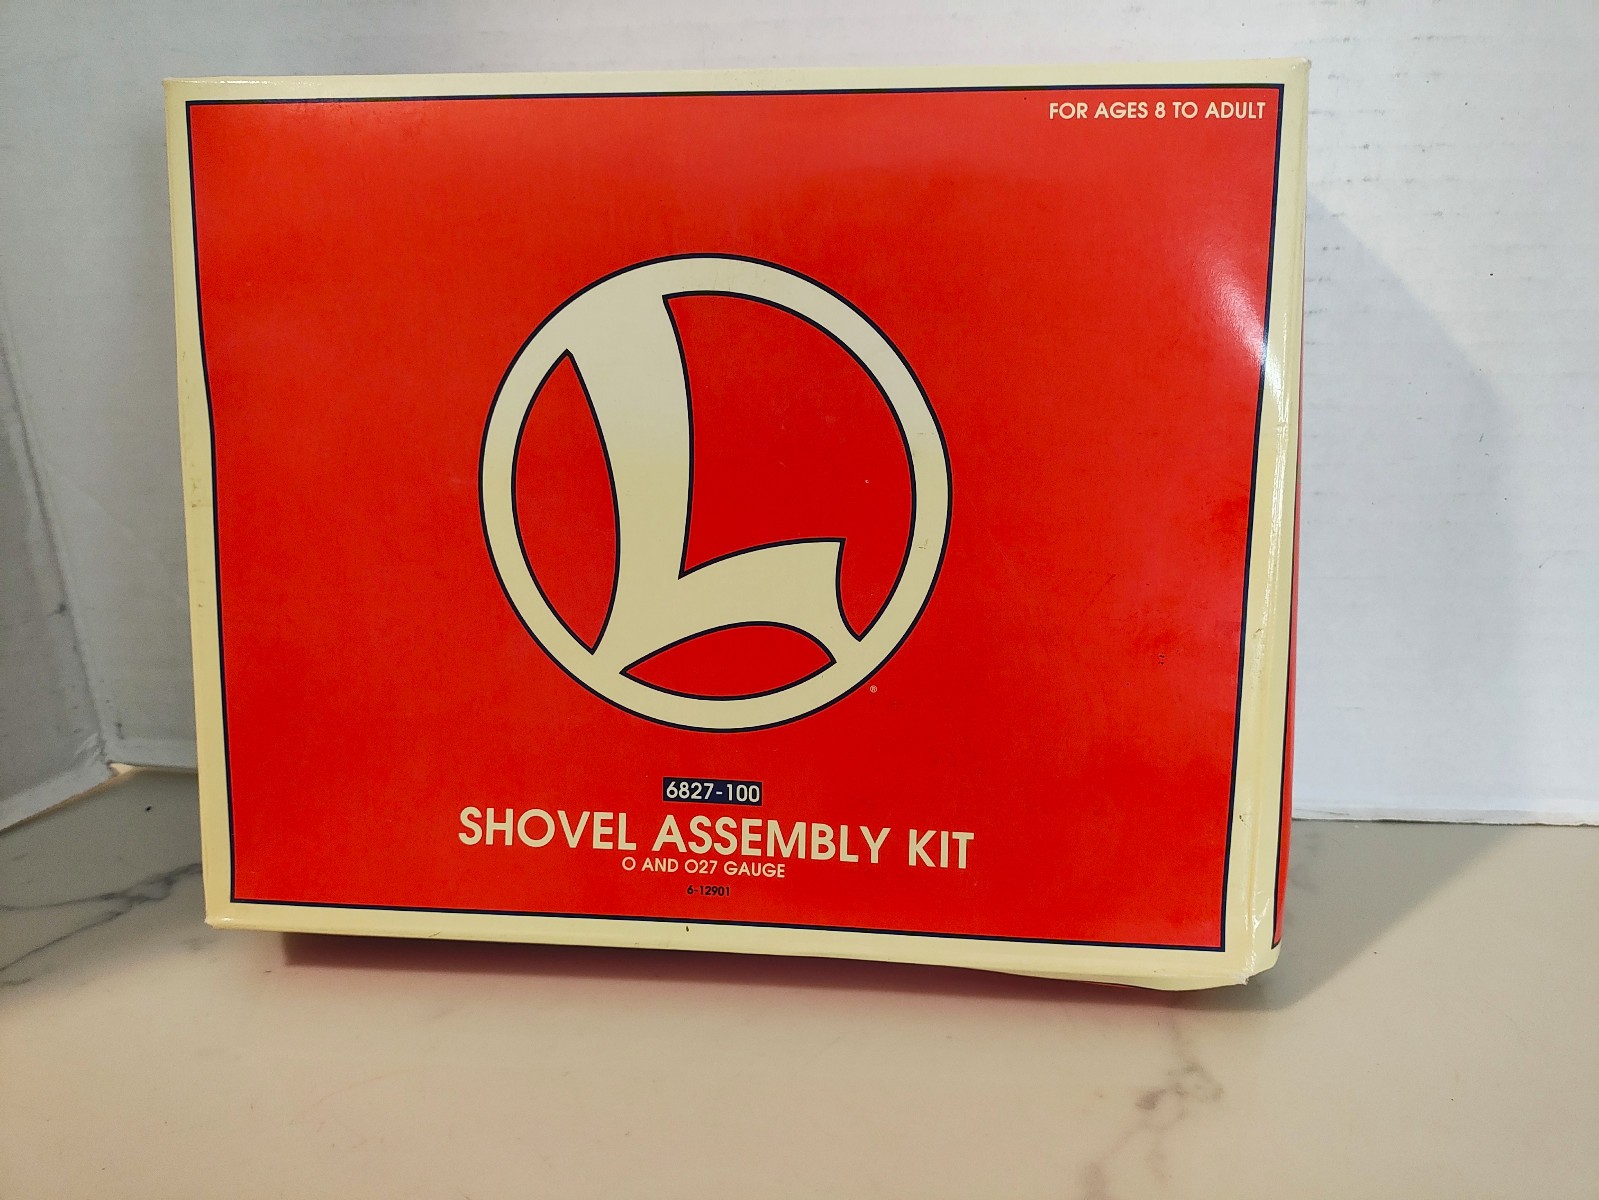 FOR AGES 8 TO ADULT
L
®
6827-100
SHOVEL ASSEMBLY KIT
O AND O27 GAUGE
6-12901